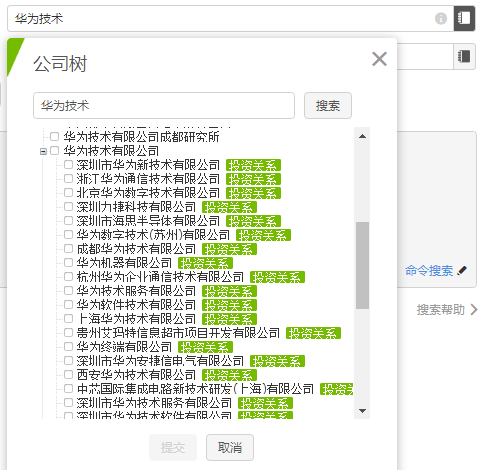 华为技术
公司树
华为技术
搜索
华为技术有限公司成都研究所
华为技术有限公司
深圳市华为新技术有限公司 投资关系
浙江华为通信技术有限公司 投资关系
北京华为数字技术有限公司 投资关系
深圳力捷科技有限公司 投资关系
深圳市海思半导体有限公司 投资关系
华为数字技术(苏州)有限公司 投资关系
成都华为技术有限公司 投资关系
华为机器有限公司 投资关系
杭州华为企业通信技术有限公司 投资关系
华为技术服务有限公司 投资关系
华为软件技术有限公司 投资关系
上海华为技术有限公司 投资关系
贵州艾玛特信息超市项目开发有限公司 投资关系
华为终端有限公司 投资关系
深圳市华为安捷信电气有限公司 投资关系
西安华为技术有限公司 投资关系
中芯国际集成电路新技术研发(上海)有限公司 投资关
深圳市华为技术服务有限公司 投资关系
深圳市华为技术软件有限公司 投资关系
提交
取消
命令搜索
搜索帮助